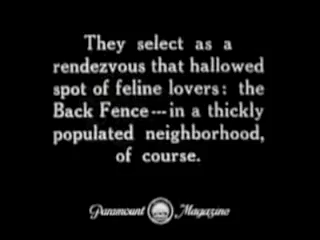 They select as a
rendezvous that hallowed
spot of feline lovers: the
Back Fence---in a thickly
populated neighborhood,
of course.
Paramount Magazine